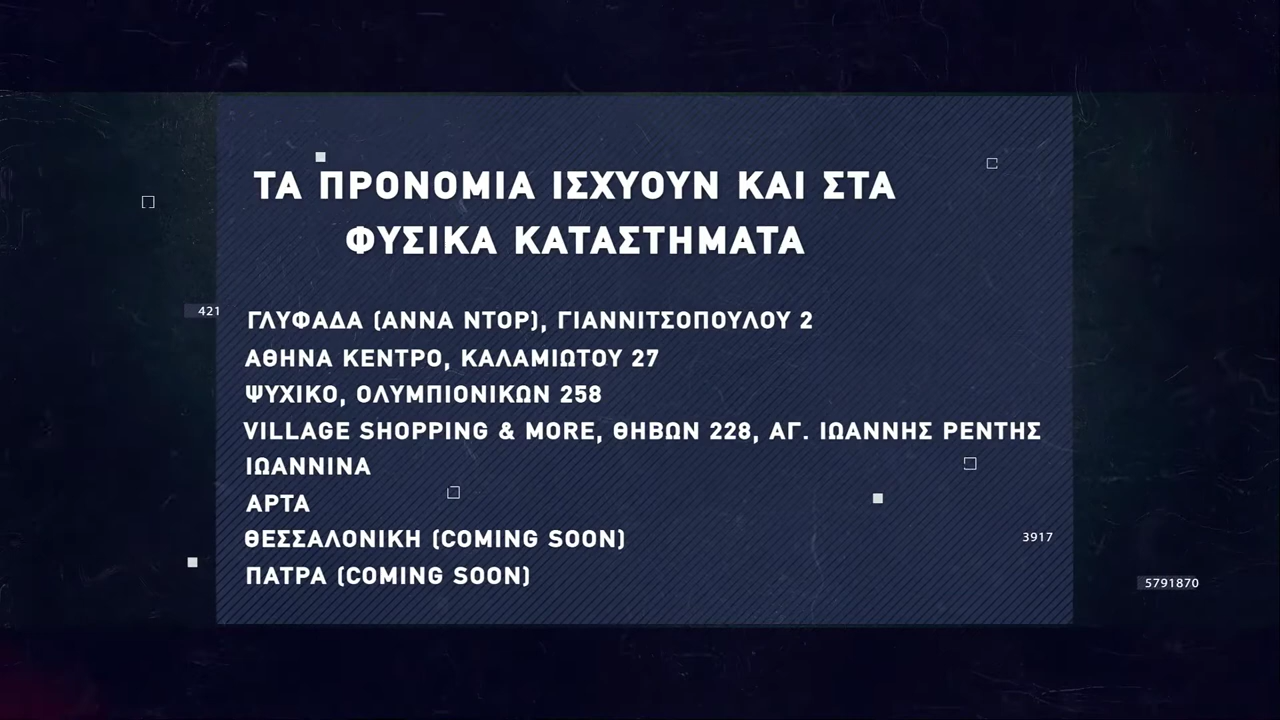 ΤΑ ΠΡΟΝΟΜΙΑ ΙΣΧΥΟΥΝ ΚΑΙ ΣΤΑ
ΦΥΣΙΚΑ ΚΑΤΑΣΤΗΜΑΤΑ
421
ΓΛΥΦΑΔΑ (ΑΝΝΑ ΝΤΟΡ), ΓΙΑΝΝΙΤΣΟΠΟΥΛΟΥ 2
ΑΘΗΝΑ ΚΕΝΤΡΟ, ΚΑΛΑΜΙΩΤΟΥ 27
ΨΥΧΙΚΟ, ΟΛΥΜΠΙΟΝΙΚΩΝ 258
VILLAGE SHOPPING & MORE, ΘΗΒΩΝ 228, ΑΓ. ΙΩΑΝΝΗΣ ΡΕΝΤΗΣ
ΙΩΑΝΝΙΝΑ
ΑΡΤΑ
ΘΕΣΣΑΛΟΝΙΚΗ (COMING SOON)
3917
ΠΑΤΡΑ (COMING SOON)
5791870